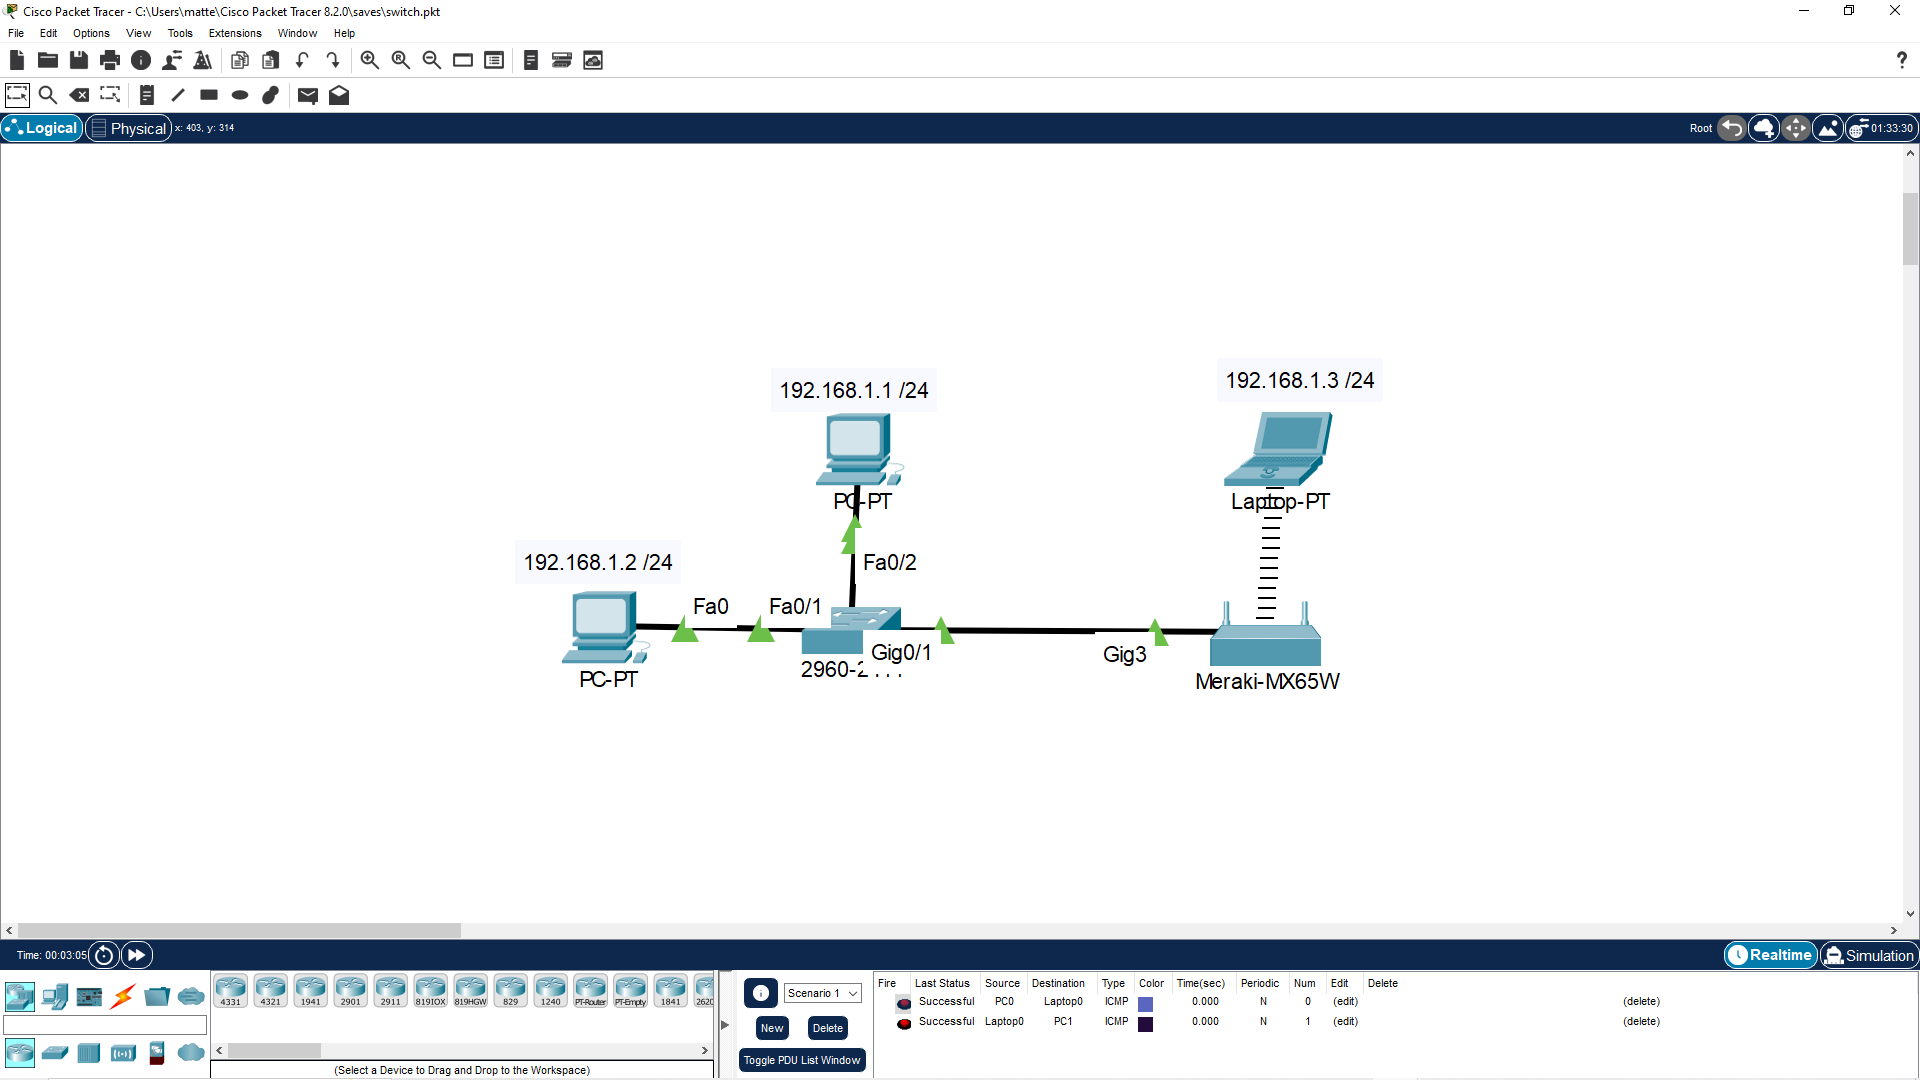 Cisco Packet Tracer - C:\Users\matte\Cisco Packet Tracer 8.2.0\saves\switch.pkt
File Edit Options View Tools Extensions Window Help
?
Logical Physical x: 403, y: 314 Root 01:33:30
192.168.1.1 /24
192.168.1.3 /24
PC-PT
Laptop-PT
192.168.1.2 /24
Fa0/2
Fa0 Fa0/1
Gig0/1
Gig3
2960-2
PC-PT
Meraki-MX65W
Time: 00:03:05 Realtime Simulation
4331 4321 1941 2901 2911 819IOX 819HGW 829 1240 PT-Router PT-Empty 1841 2620
(Select a Device to Drag and Drop to the Workspace)
Scenario 1
New Delete
Toggle PDU List Window
Fire Last Status Source Destination Type Color Time(sec) Periodic Num Edit Delete
Successful PC0 Laptop0 ICMP 0.000 N 0 (edit) (delete)
Successful Laptop0 PC1 ICMP 0.000 N 1 (edit) (delete)